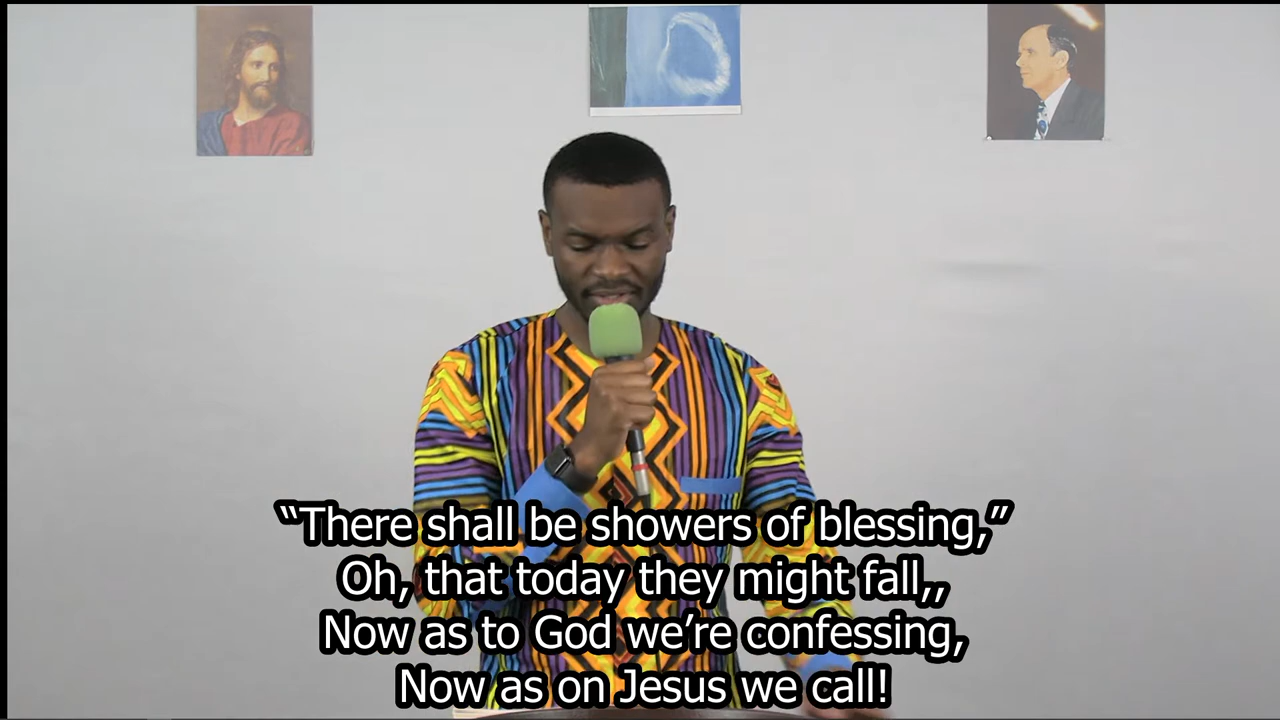 “There shall be showers of blessing,”
Oh, that today they might fall,,
Now as to God we’re confessing,
Now as on Jesus we call!